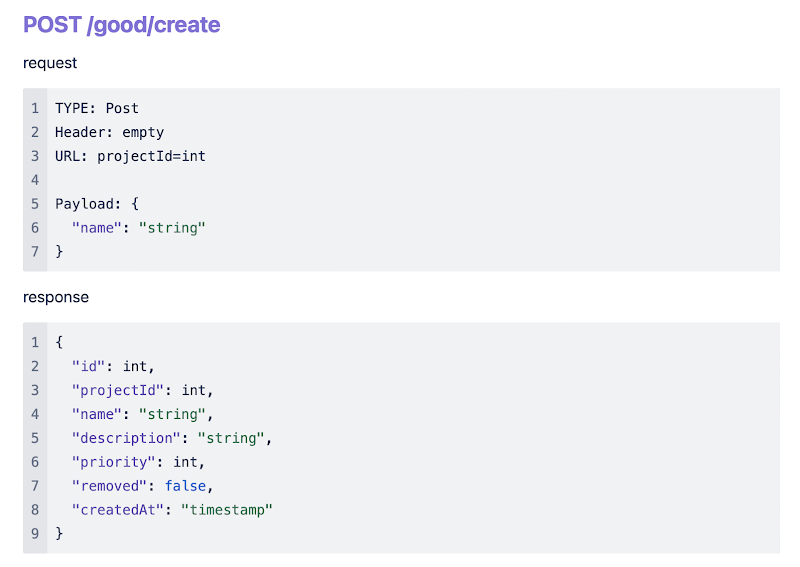 POST /good/create
request
1 TYPE: Post
2 Header: empty
3 URL: projectId=int
4
5 Payload: {
6   "name": "string"
7 }
response
1 {
2   "id": int,
3   "projectId": int,
4   "name": "string",
5   "description": "string",
6   "priority": int,
7   "removed": false,
8   "createdAt": "timestamp"
9 }